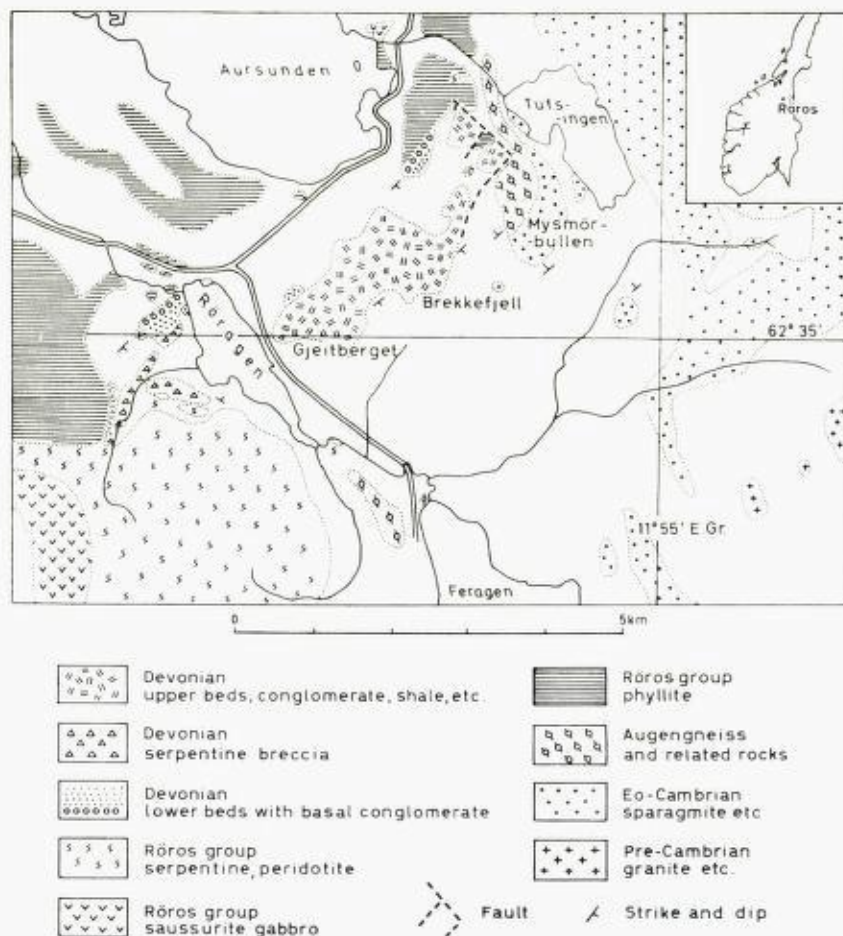 Aursunden
Tufs-
singen
Röros
Mysmör-
bullen
Brekkefjell
Röragen
62° 35'
Gjeitberget
11°55' E Gr.
Feragen
0 5km
Devonian
upper beds, conglomerate, shale, etc.
Devonian
serpentine breccia
Devonian
lower beds with basal conglomerate
Röros group
serpentine, peridotite
Röros group
saussurite gabbro
Röros group
phyllite
Augengneiss
and related rocks
Eo-Cambrian
sparagmite etc
Pre-Cambrian
granite etc.
Fault
Strike and dip